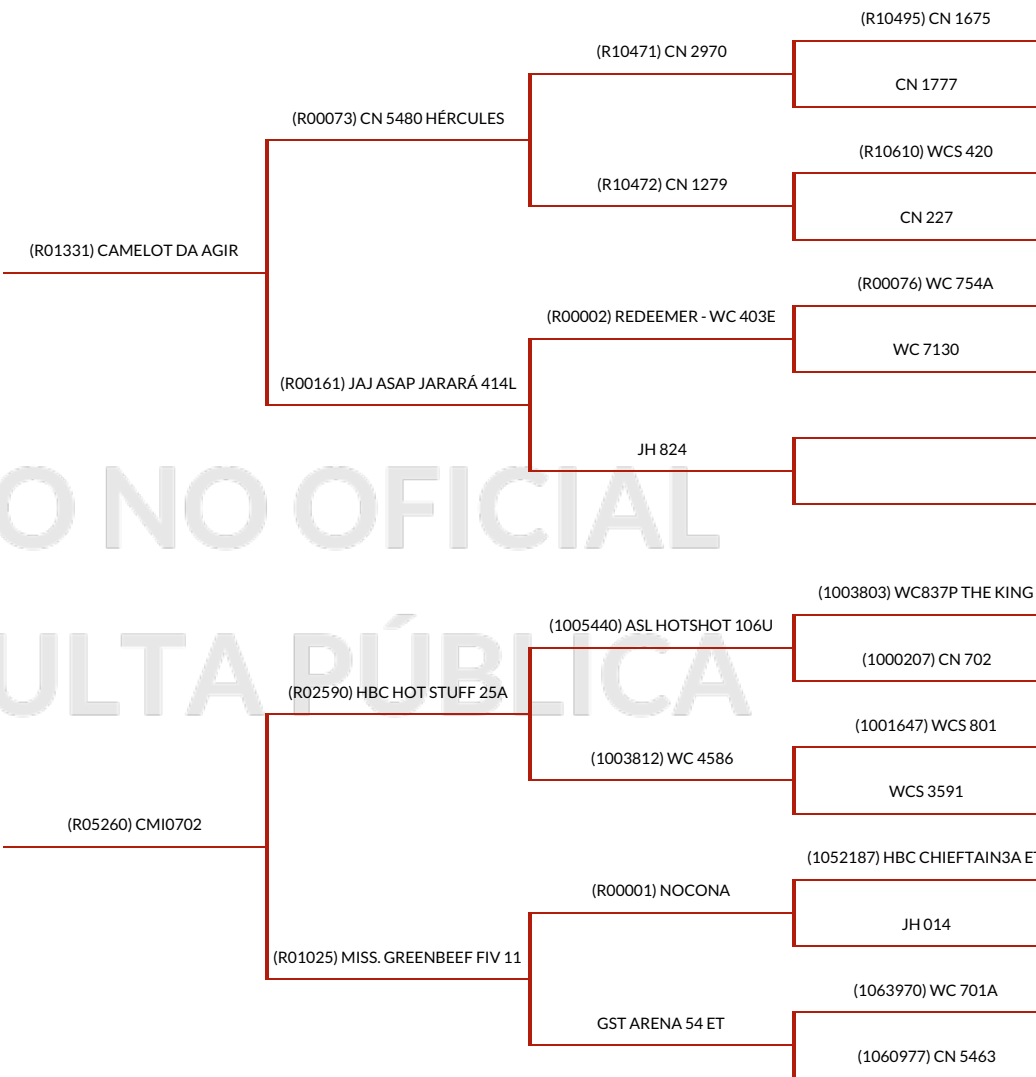 (R10495) CN 1675
(R10471) CN 2970
CN 1777
(R00073) CN 5480 HÉRCULES
(R10610) WCS 420
(R10472) CN 1279
CN 227
(R01331) CAMELOT DA AGIR
(R00076) WC 754A
(R00002) REDEEMER - WC 403E
WC 7130
(R00161) JAJ ASAP JARARÁ 414L
JH 824
O NO OFICIAL
(1003803) WC837P THE KING
(1005440) ASL HOTSHOT 106U
(1000207) CN 702
ULTA PÚBLICA
(R02590) HBC HOT STUFF 25A
(1001647) WCS 801
(1003812) WC 4586
WCS 3591
(R05260) CMI0702
(1052187) HBC CHIEFTAIN3A ET
(R00001) NOCONA
JH 014
(R01025) MISS. GREENBEEF FIV 11
(1063970) WC 701A
GST ARENA 54 ET
(1060977) CN 5463